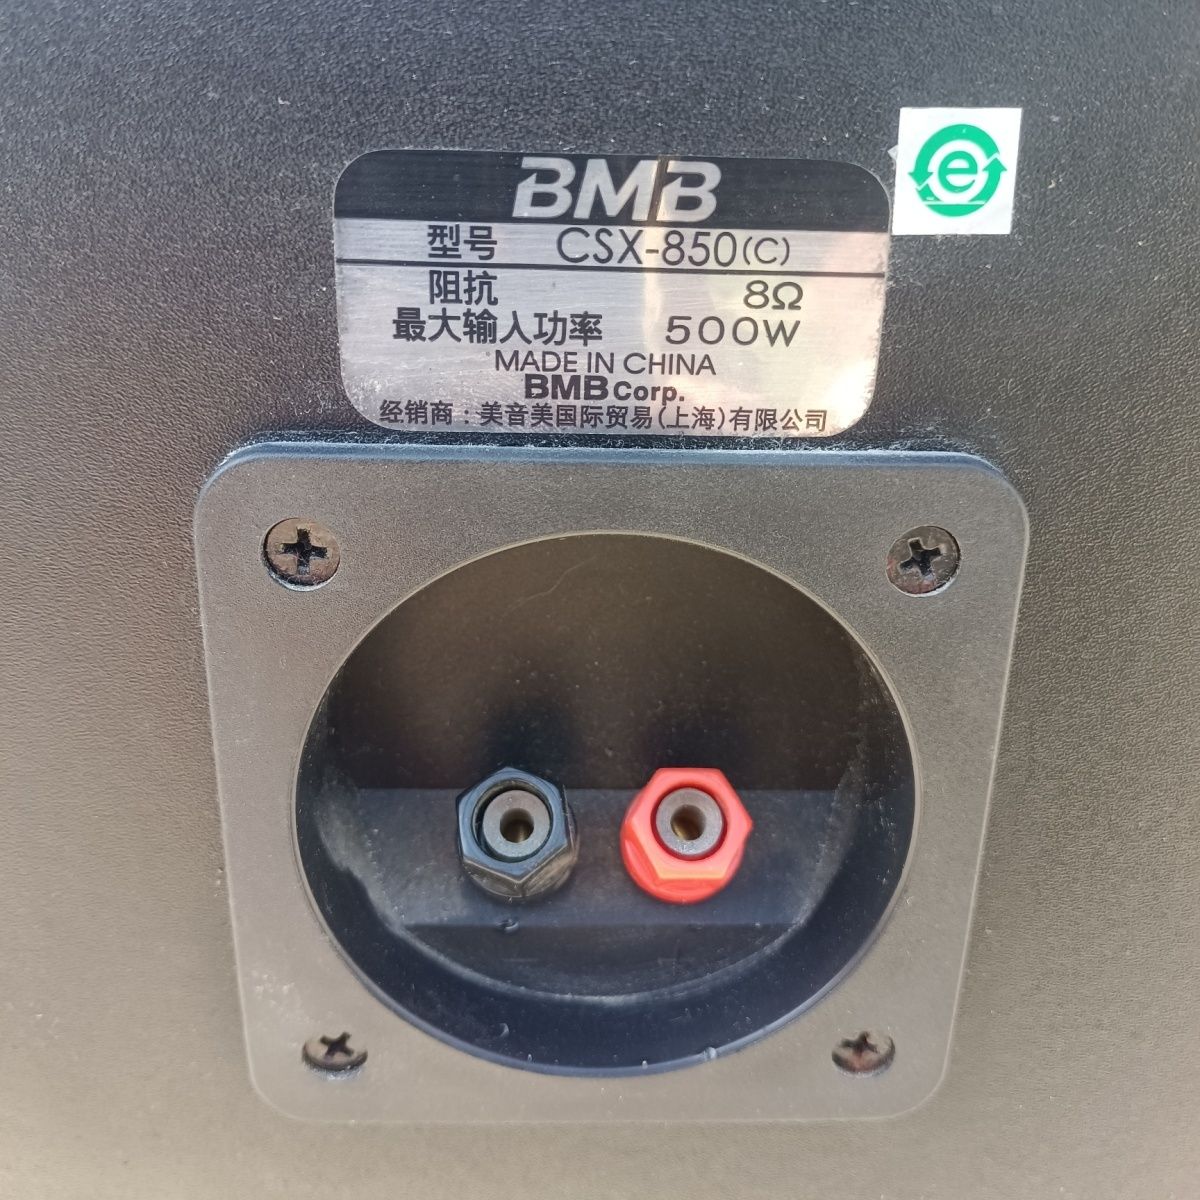 BMB
型号 CSX-850(C)
阻抗 8Ω
最大输入功率 500W
MADE IN CHINA
BMB Corp.
经销商：美音美国际贸易(上海)有限公司
e